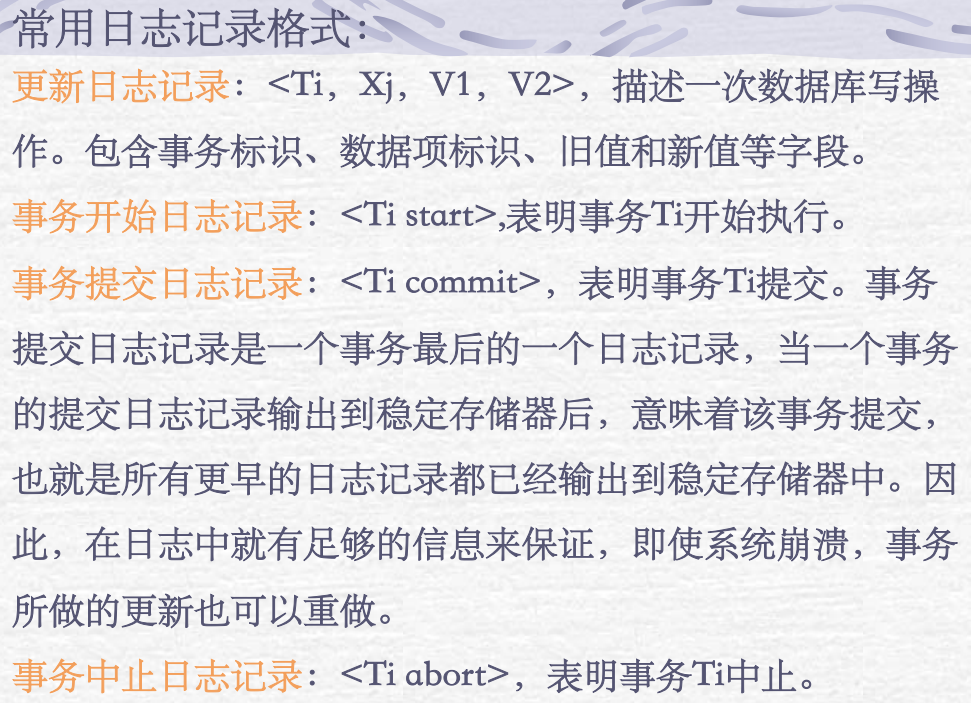 常用日志记录格式：
更新日志记录：<Ti，Xj，V1，V2>，描述一次数据库写操
作。包含事务标识、数据项标识、旧值和新值等字段。
事务开始日志记录：<Ti start>,表明事务Ti开始执行。
事务提交日志记录：<Ti commit>，表明事务Ti提交。事务
提交日志记录是一个事务最后的一个日志记录，当一个事务
的提交日志记录输出到稳定存储器后，意味着该事务提交，
也就是所有更早的日志记录都已经输出到稳定存储器中。因
此，在日志中就有足够的信息来保证，即使系统崩溃，事务
所做的更新也可以重做。
事务中止日志记录：<Ti abort>，表明事务Ti中止。